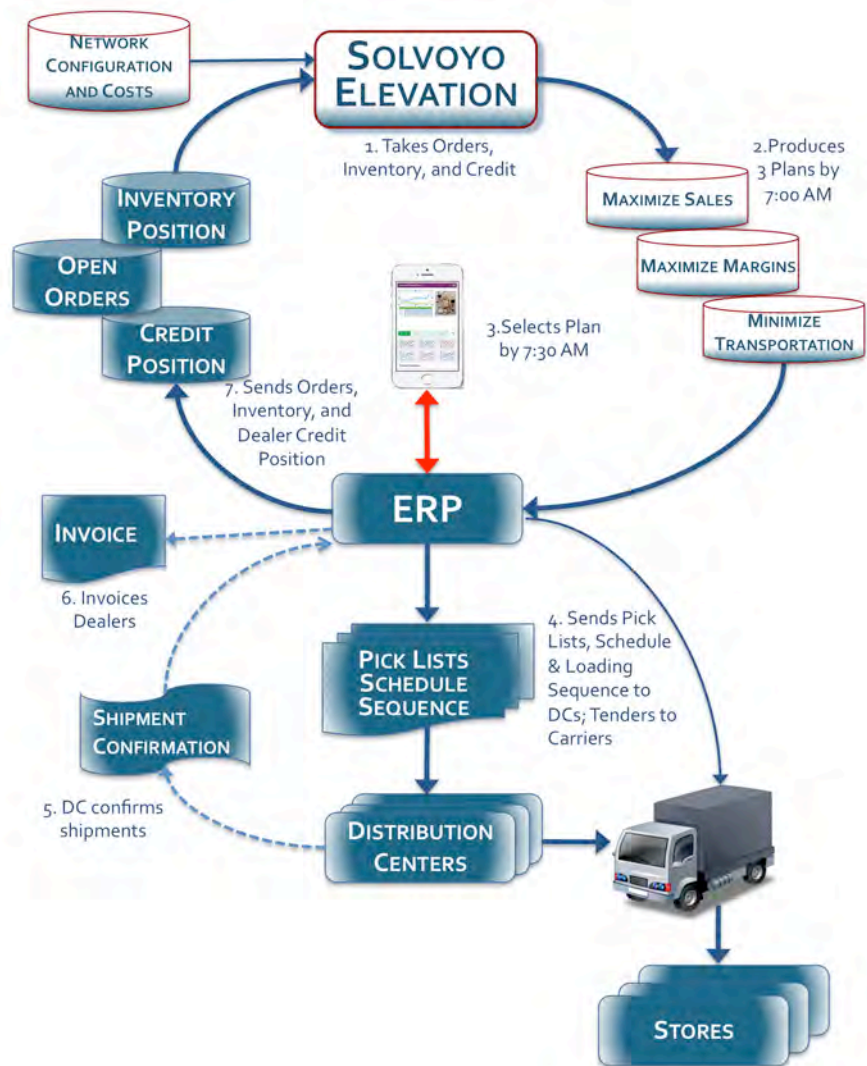 NETWORK
CONFIGURATION
AND COSTS
SOLVOYO
ELEVATION
1. Takes Orders,
Inventory, and Credit
2.Produces
3 Plans by
7:00 AM
MAXIMIZE SALES
MAXIMIZE MARGINS
MINIMIZE
TRANSPORTATION
INVENTORY
POSITION
OPEN
ORDERS
CREDIT
POSITION
3.Selects Plan
by 7:30 AM
7. Sends Orders,
Inventory, and
Dealer Credit
Position
ERP
INVOICE
6. Invoices
Dealers
PICK LISTS
SCHEDULE
SEQUENCE
4. Sends Pick
Lists, Schedule
& Loading
Sequence to
DCs; Tenders to
Carriers
SHIPMENT
CONFIRMATION
5. DC confirms
shipments
DISTRIBUTION
CENTERS
STORES